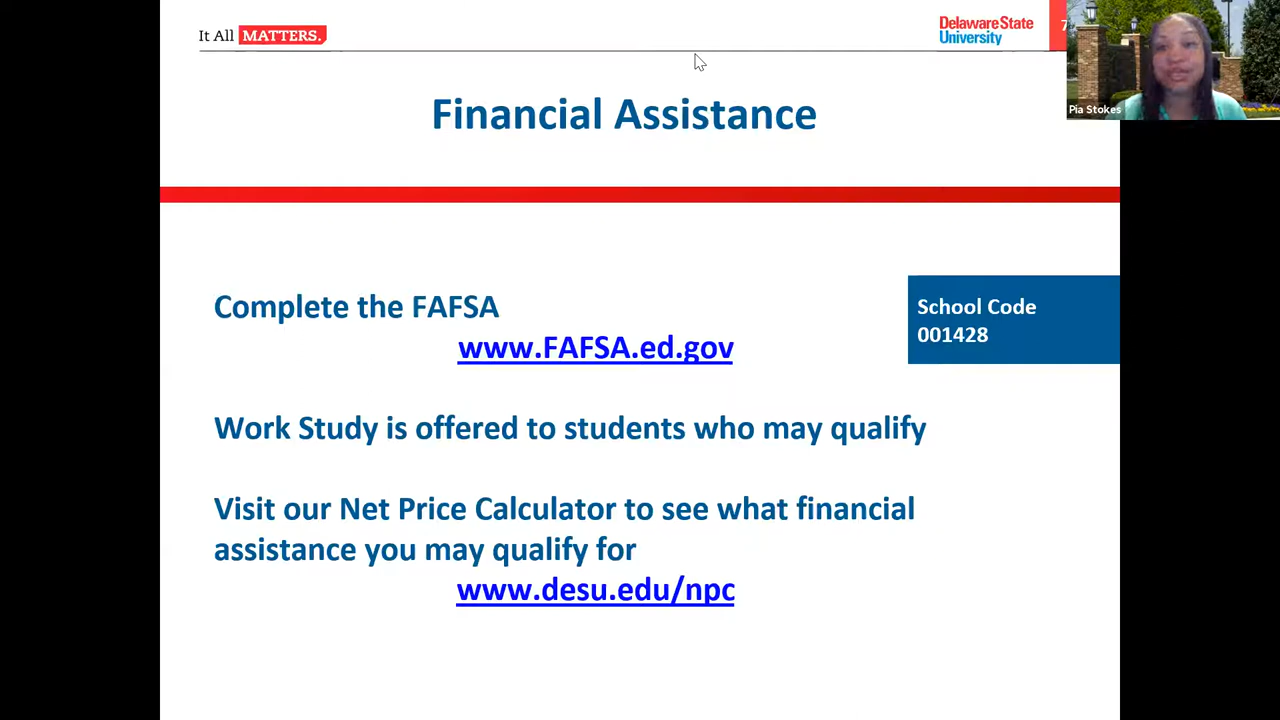 It All MATTERS.
Delaware State
University
7
Pia Stokes
Financial Assistance
Complete the FAFSA
www.FAFSA.ed.gov
School Code
001428
Work Study is offered to students who may qualify
Visit our Net Price Calculator to see what financial
assistance you may qualify for
www.desu.edu/npc